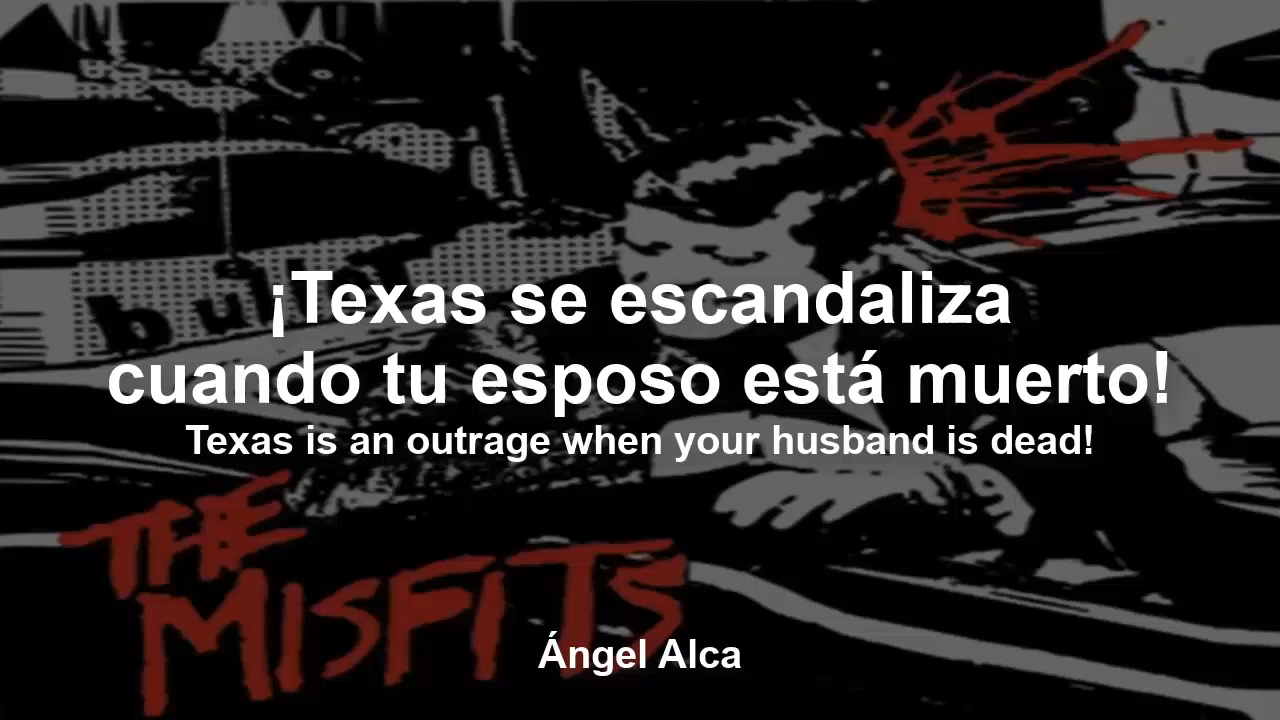 bullet
¡Texas se escandaliza
cuando tu esposo está muerto!
Texas is an outrage when your husband is dead!
THE
MISFITS
Ángel Alca